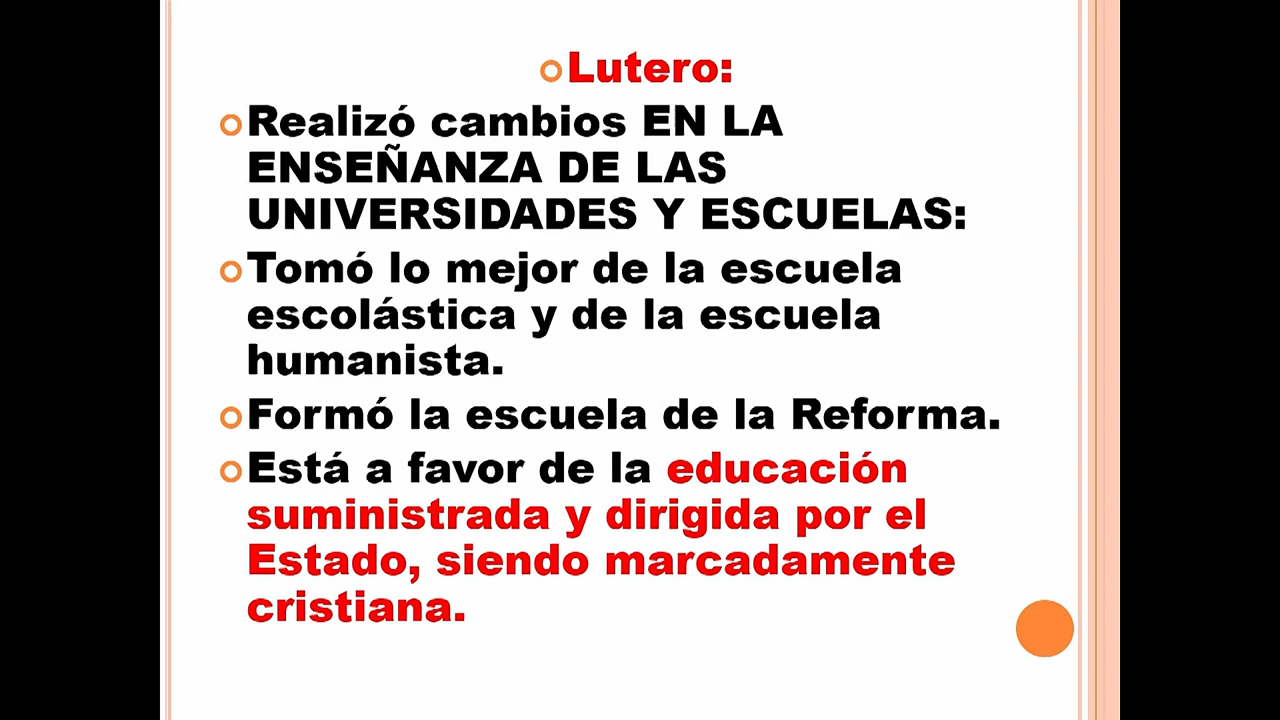 Lutero:
Realizó cambios EN LA
ENSEÑANZA DE LAS
UNIVERSIDADES Y ESCUELAS:
Tomó lo mejor de la escuela
escolástica y de la escuela
humanista.
Formó la escuela de la Reforma.
Está a favor de la educación
suministrada y dirigida por el
Estado, siendo marcadamente
cristiana.